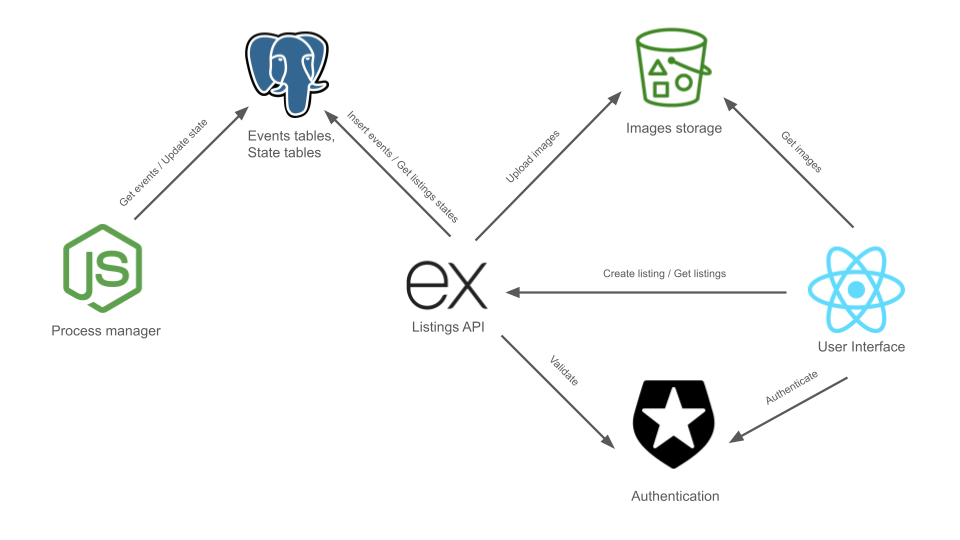 Events tables,
State tables
Images storage
Get events / Update state
Insert events / Get listings states
Upload images
Get images
JS
Process manager
ex
Listings API
Create listing / Get listings
User Interface
Validate
Authenticate
Authentication